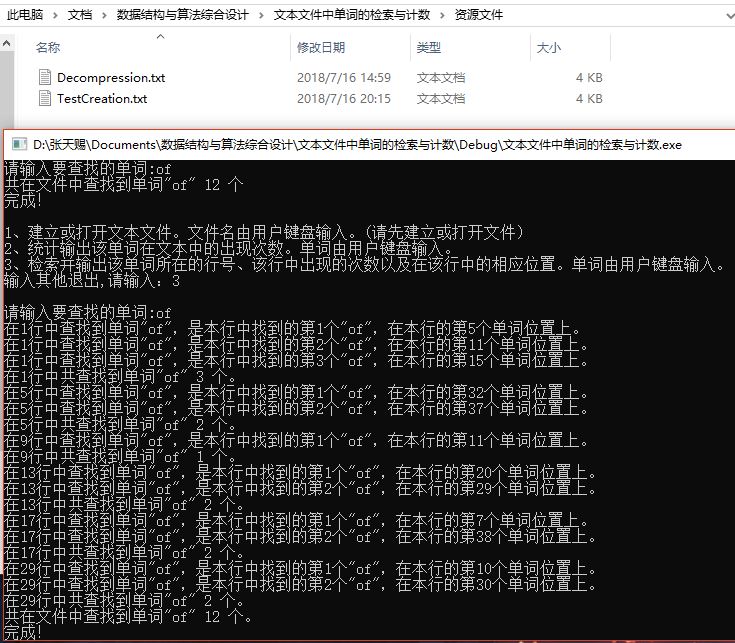 此电脑 › 文档 › 数据结构与算法综合设计 › 文本文件中单词的检索与计数 › 资源文件
名称 修改日期 类型 大小
Decompression.txt 2018/7/16 14:59 文本文档 4 KB
TestCreation.txt 2018/7/16 20:15 文本文档 4 KB
D:\张天赐\Documents\数据结构与算法综合设计\文本文件中单词的检索与计数\Debug\文本文件中单词的检索与计数.exe
请输入要查找的单词:of
共在文件中查找到单词"of" 12 个
完成!
1、建立或打开文本文件。文件名由用户键盘输入。(请先建立或打开文件)
2、统计输出该单词在文本中的出现次数。单词由用户键盘输入。
3、检索并输出该单词所在的行号、该行中出现的次数以及在该行中的相应位置。单词由用户键盘输入。
输入其他退出,请输入：3
请输入要查找的单词:of
在1行中查找到单词"of"，是本行中找到的第1个"of"，在本行的第5个单词位置上。
在1行中查找到单词"of"，是本行中找到的第2个"of"，在本行的第11个单词位置上。
在1行中查找到单词"of"，是本行中找到的第3个"of"，在本行的第15个单词位置上。
在1行中共查找到单词"of" 3 个。
在5行中查找到单词"of"，是本行中找到的第1个"of"，在本行的第32个单词位置上。
在5行中查找到单词"of"，是本行中找到的第2个"of"，在本行的第37个单词位置上。
在5行中共查找到单词"of" 2 个。
在9行中查找到单词"of"，是本行中找到的第1个"of"，在本行的第11个单词位置上。
在9行中共查找到单词"of" 1 个。
在13行中查找到单词"of"，是本行中找到的第1个"of"，在本行的第20个单词位置上。
在13行中查找到单词"of"，是本行中找到的第2个"of"，在本行的第29个单词位置上。
在13行中共查找到单词"of" 2 个。
在17行中查找到单词"of"，是本行中找到的第1个"of"，在本行的第7个单词位置上。
在17行中查找到单词"of"，是本行中找到的第2个"of"，在本行的第38个单词位置上。
在17行中共查找到单词"of" 2 个。
在29行中查找到单词"of"，是本行中找到的第1个"of"，在本行的第10个单词位置上。
在29行中查找到单词"of"，是本行中找到的第2个"of"，在本行的第30个单词位置上。
在29行中共查找到单词"of" 2 个。
共在文件中查找到单词"of" 12 个。
完成!